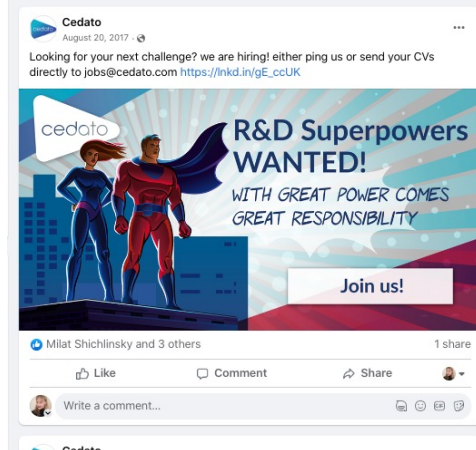 Cedato
August 20, 2017 ·
Looking for your next challenge? we are hiring! either ping us or send your CVs
directly to jobs@cedato.com https://lnkd.in/gE_ccUK
cedato
R&D Superpowers
WANTED!
WITH GREAT POWER COMES
GREAT RESPONSIBILITY
Join us!
Milat Shichlinsky and 3 others
1 share
Like
Comment
Share
Write a comment...
GIF
Cedato